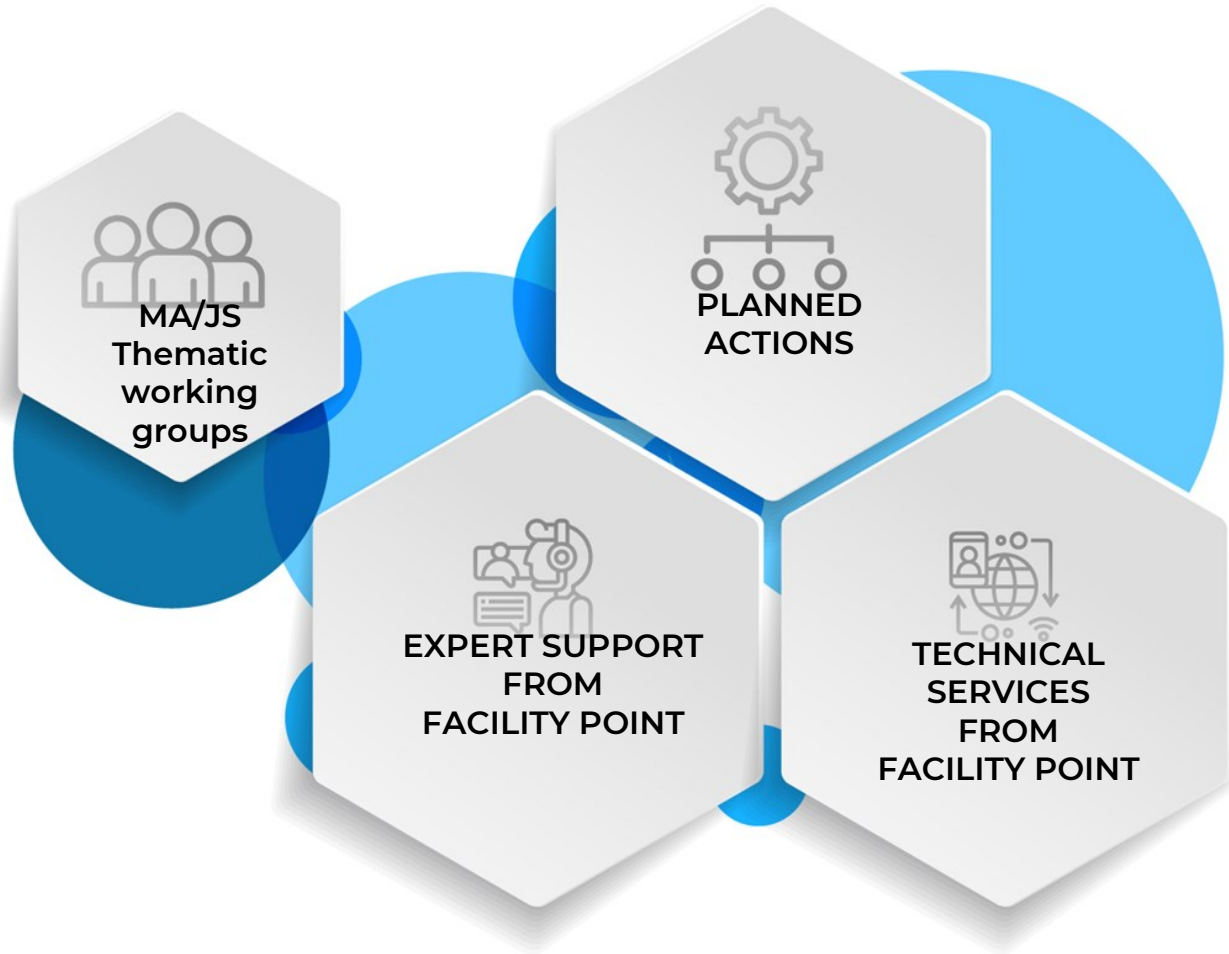 MA/JS
Thematic
working
groups
PLANNED
ACTIONS
EXPERT SUPPORT
FROM
FACILITY POINT
TECHNICAL
SERVICES
FROM
FACILITY POINT